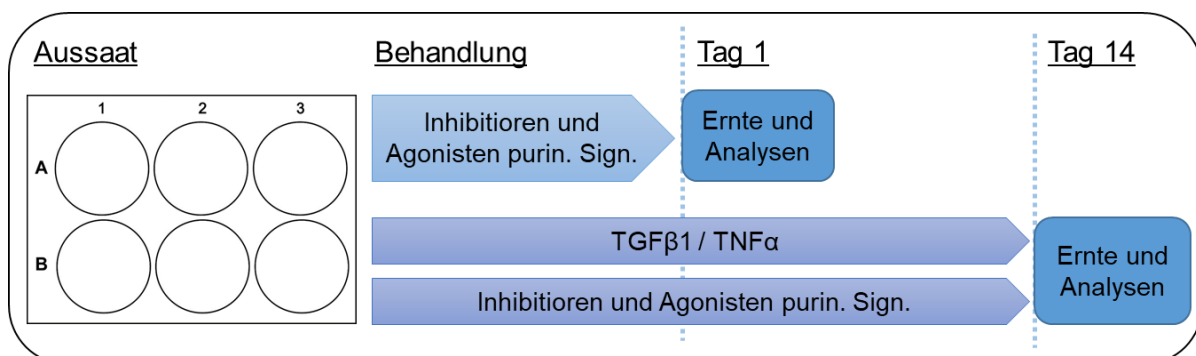 Aussaat
Behandlung
Tag 1
Tag 14
1
2
3
A
B
Inhibitioren und
Agonisten purin. Sign.
Ernte und
Analysen
TGFβ1 / TNFα
Inhibitioren und Agonisten purin. Sign.
Ernte und
Analysen